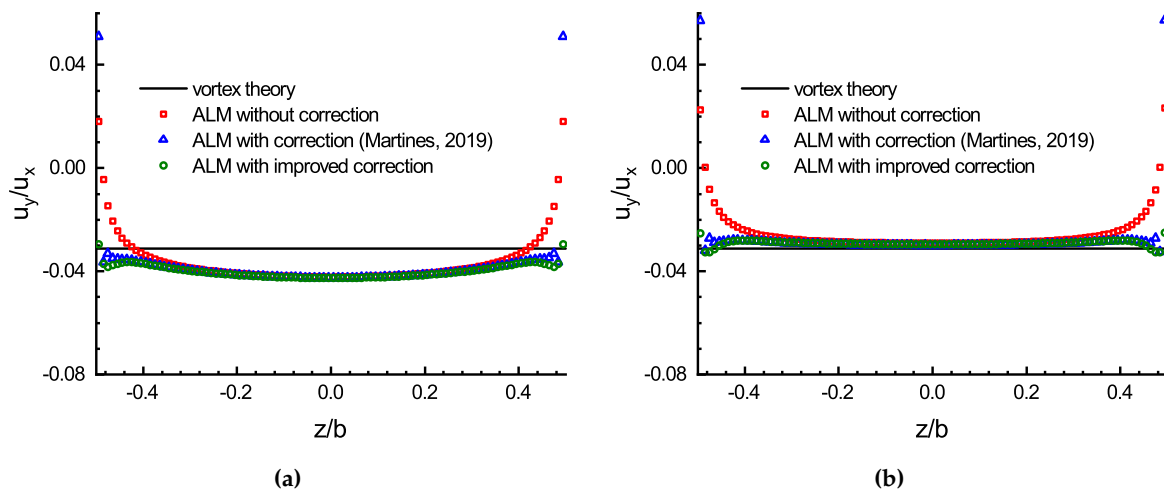 0.04
0.00
-0.04
-0.08
u_y/u_x
vortex theory
ALM without correction
ALM with correction (Martines, 2019)
ALM with improved correction
-0.4 -0.2 0.0 0.2 0.4
z/b
(a)
0.04
0.00
-0.04
-0.08
u_y/u_x
vortex theory
ALM without correction
ALM with correction (Martines, 2019)
ALM with improved correction
-0.4 -0.2 0.0 0.2 0.4
z/b
(b)